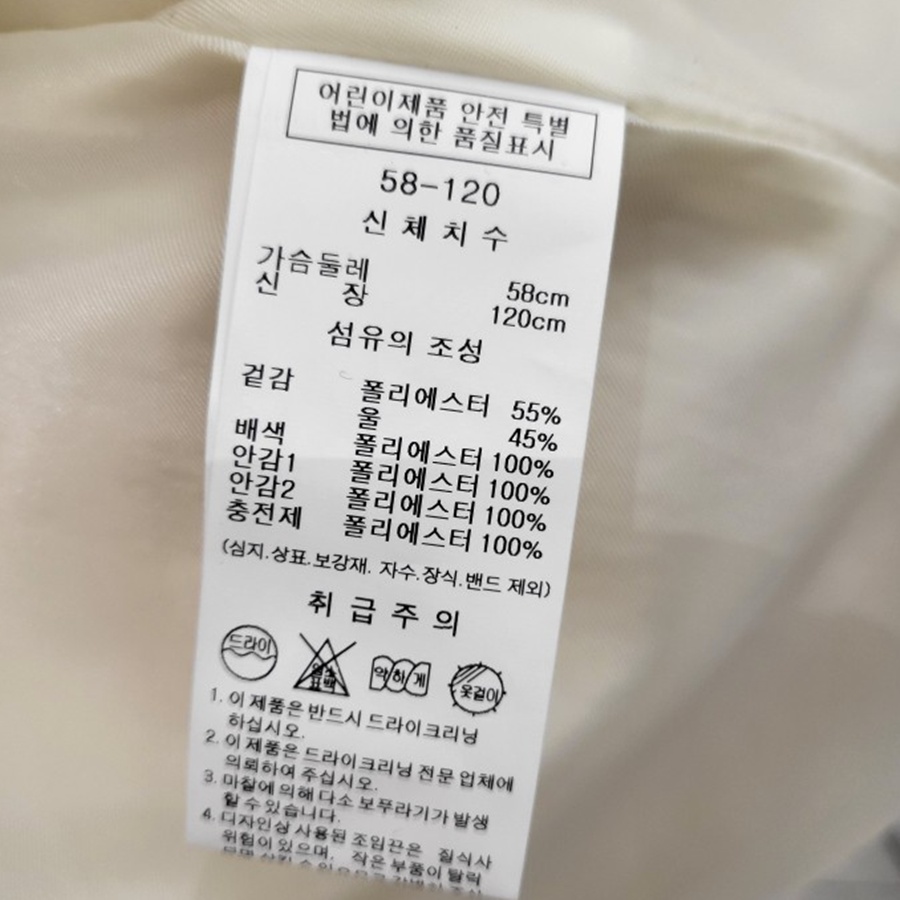 어린이제품 안전 특별
법에 의한 품질표시
58-120
신 체 치 수
가슴둘레 58cm
신 장 120cm
섬유의 조성
겉감 폴리에스터 55%
울 45%
배색 폴리에스터 100%
안감1 폴리에스터 100%
안감2 폴리에스터 100%
충전제 폴리에스터 100%
(심지.상표.보강재. 자수.장식.밴드 제외)
취 급 주 의
드라이 염소 표백 약하게 옷걸이
1. 이 제품은 반드시 드라이크리닝
하십시오.
2. 이 제품은 드라이크리닝 전문 업체에
의뢰하여 주십시오.
3. 마찰에 의해 다소 보푸라기가 발생
할 수 있습니다.
4. 디자인상 사용된 조임끈은 질식사
위험이 있으며, 작은 부품이 탈락